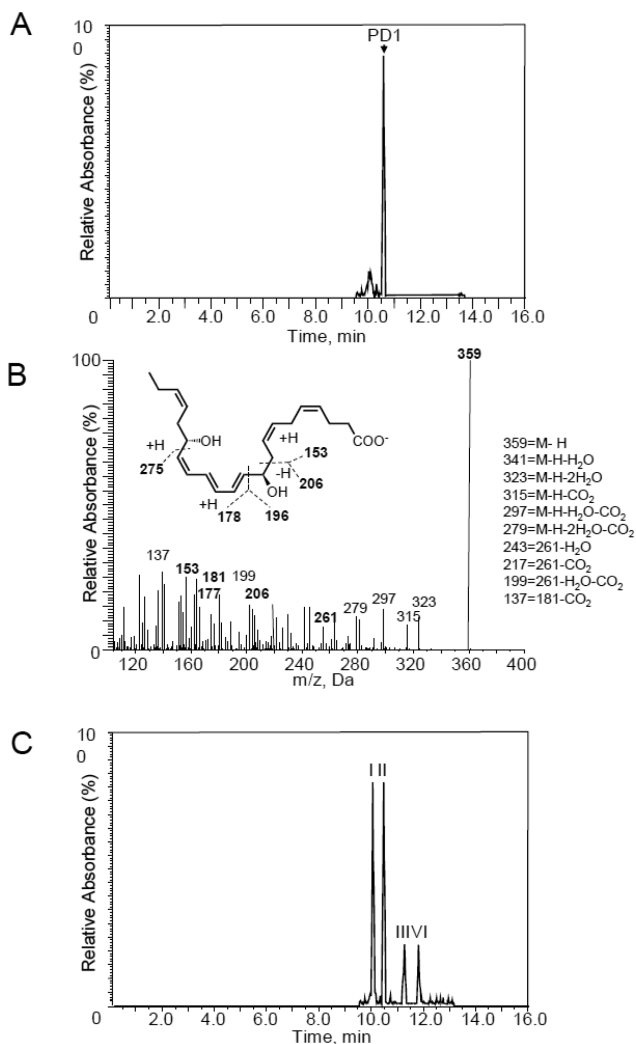 A
10
0
Relative Absorbance (%)
PD1
0
2.0
4.0
6.0
8.0
10.0
12.0
14.0
16.0
Time, min
B
100
0
Relative Absorbance (%)
359
+H
OH
275
+H
178
196
+H
-H
OH
153
206
COO-
137
153
181
177
199
206
261
279
297
315
323
120
160
200
240
280
320
360
400
m/z, Da
359=M- H
341=M-H-H2O
323=M-H-2H2O
315=M-H-CO2
297=M-H-H2O-CO2
279=M-H-2H2O-CO2
243=261-H2O
217=261-CO2
199=261-H2O-CO2
137=181-CO2
C
10
0
Relative Absorbance (%)
I II
III VI
0
2.0
4.0
6.0
8.0
10.0
12.0
14.0
16.0
Time, min